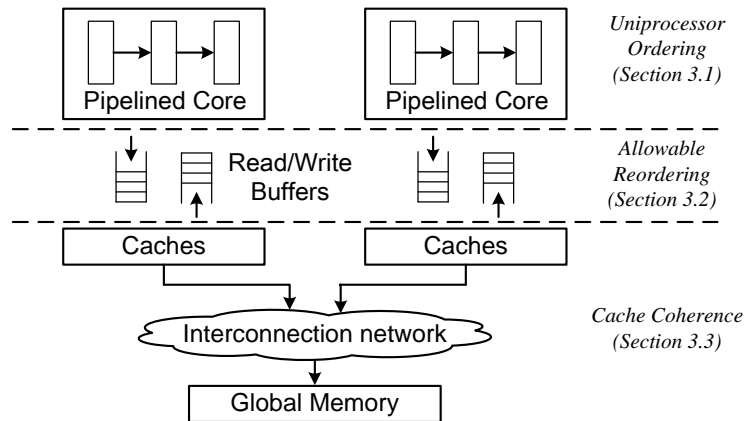 Pipelined Core
Pipelined Core
Uniprocessor
Ordering
(Section 3.1)
Read/Write
Buffers
Allowable
Reordering
(Section 3.2)
Caches
Caches
Interconnection network
Cache Coherence
(Section 3.3)
Global Memory